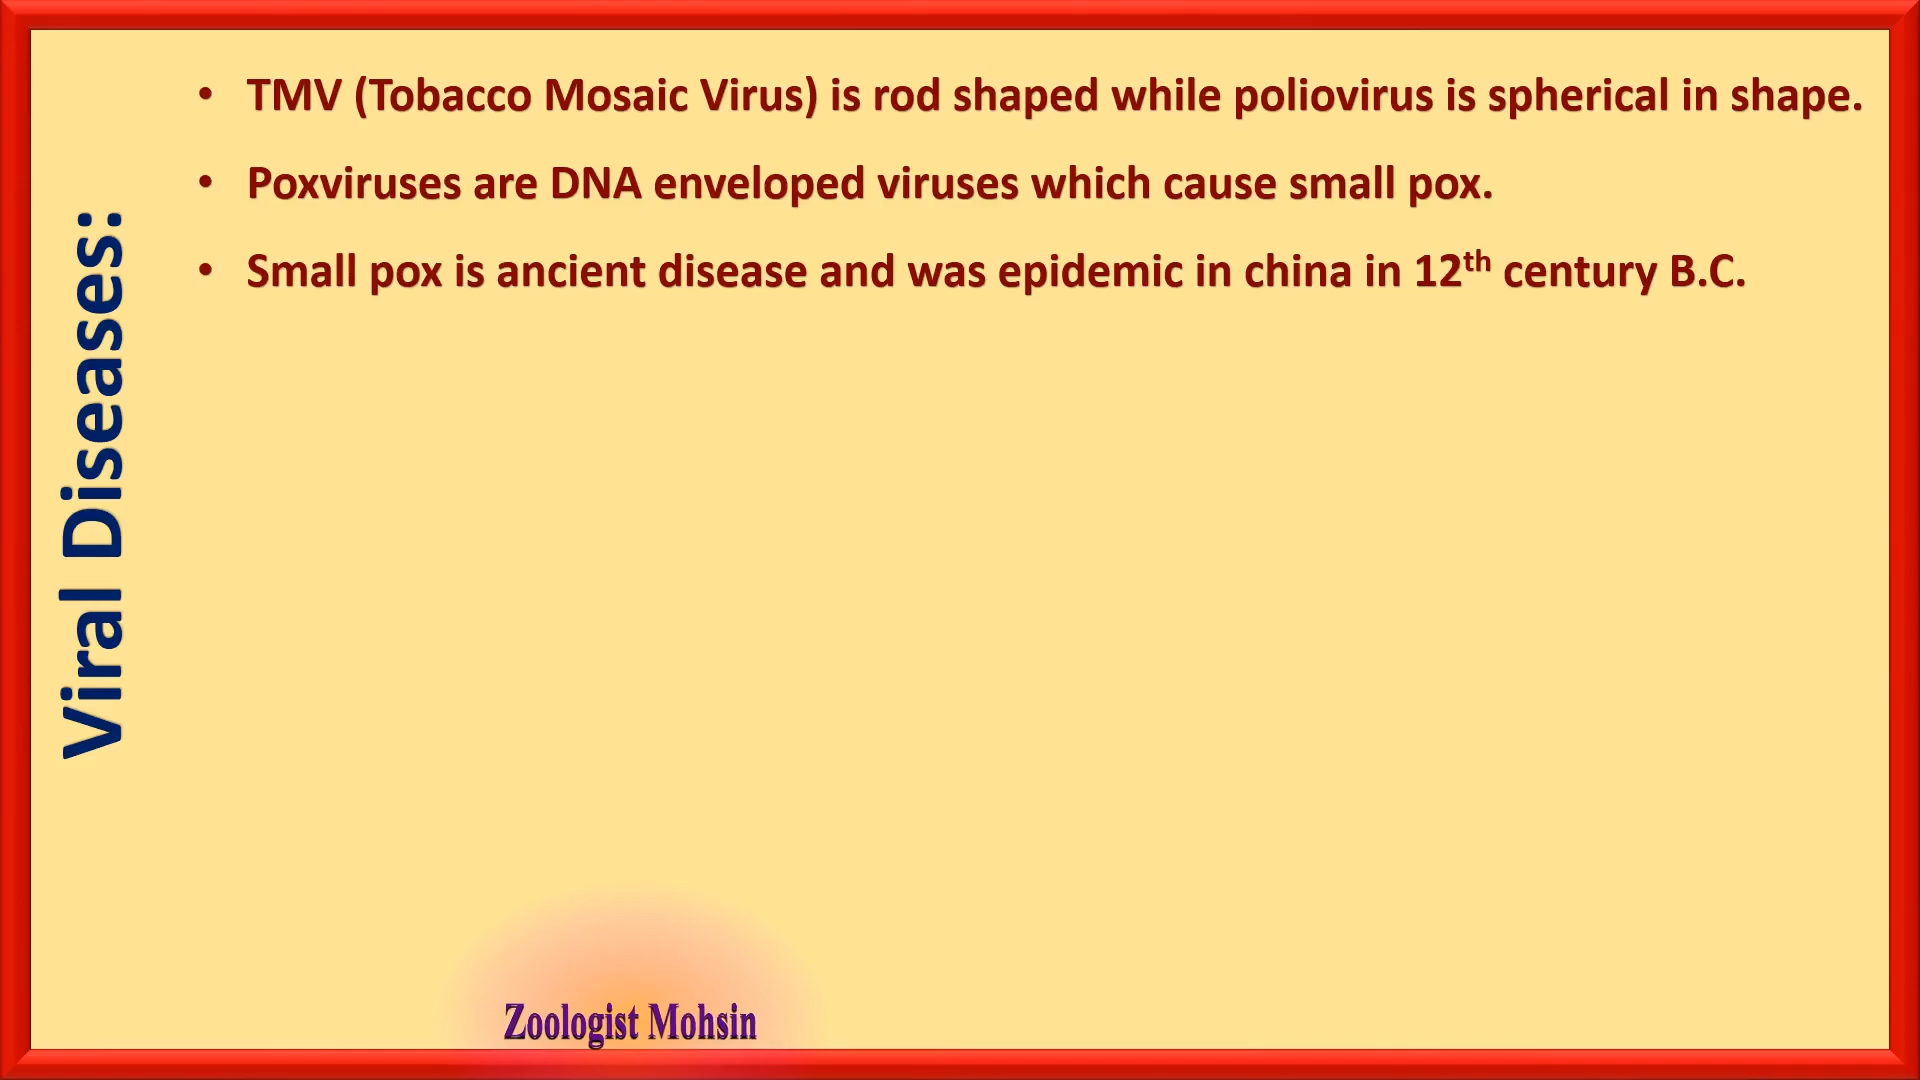 Viral Diseases:
• TMV (Tobacco Mosaic Virus) is rod shaped while poliovirus is spherical in shape.
• Poxviruses are DNA enveloped viruses which cause small pox.
• Small pox is ancient disease and was epidemic in china in 12th century B.C.
Zoologist Mohsin